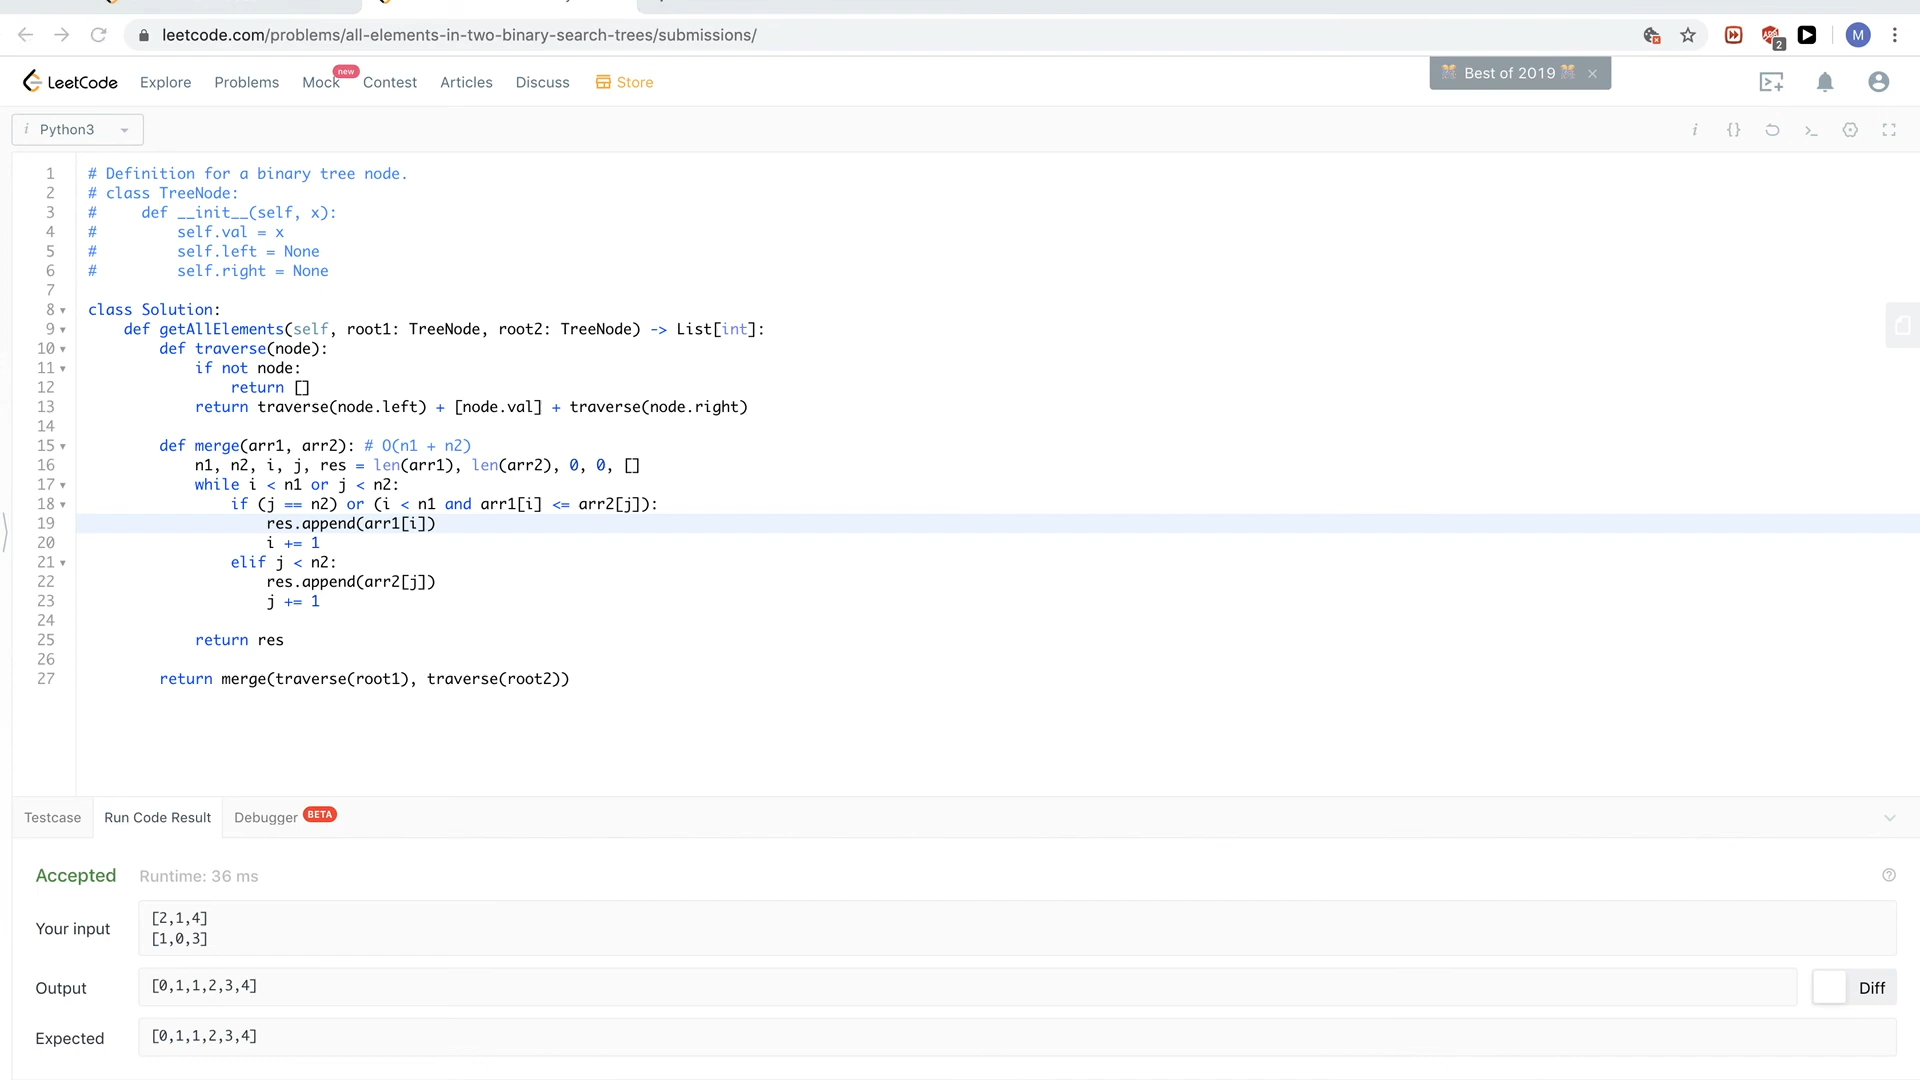 leetcode.com/problems/all-elements-in-two-binary-search-trees/submissions/
2
M
LeetCode Explore Problems Mock new Contest Articles Discuss Store
Best of 2019 ×
i Python3
i {}
1 # Definition for a binary tree node.
2 # class TreeNode:
3 #     def __init__(self, x):
4 #         self.val = x
5 #         self.left = None
6 #         self.right = None
7
8 class Solution:
9     def getAllElements(self, root1: TreeNode, root2: TreeNode) -> List[int]:
10         def traverse(node):
11             if not node:
12                 return []
13             return traverse(node.left) + [node.val] + traverse(node.right)
14
15         def merge(arr1, arr2): # O(n1 + n2)
16             n1, n2, i, j, res = len(arr1), len(arr2), 0, 0, []
17             while i < n1 or j < n2:
18                 if (j == n2) or (i < n1 and arr1[i] <= arr2[j]):
19                     res.append(arr1[i])
20                     i += 1
21                 elif j < n2:
22                     res.append(arr2[j])
23                     j += 1
24
25             return res
26
27         return merge(traverse(root1), traverse(root2))
Testcase Run Code Result Debugger BETA
Accepted Runtime: 36 ms
Your input
[2,1,4]
[1,0,3]
Output [0,1,1,2,3,4] Diff
Expected [0,1,1,2,3,4]